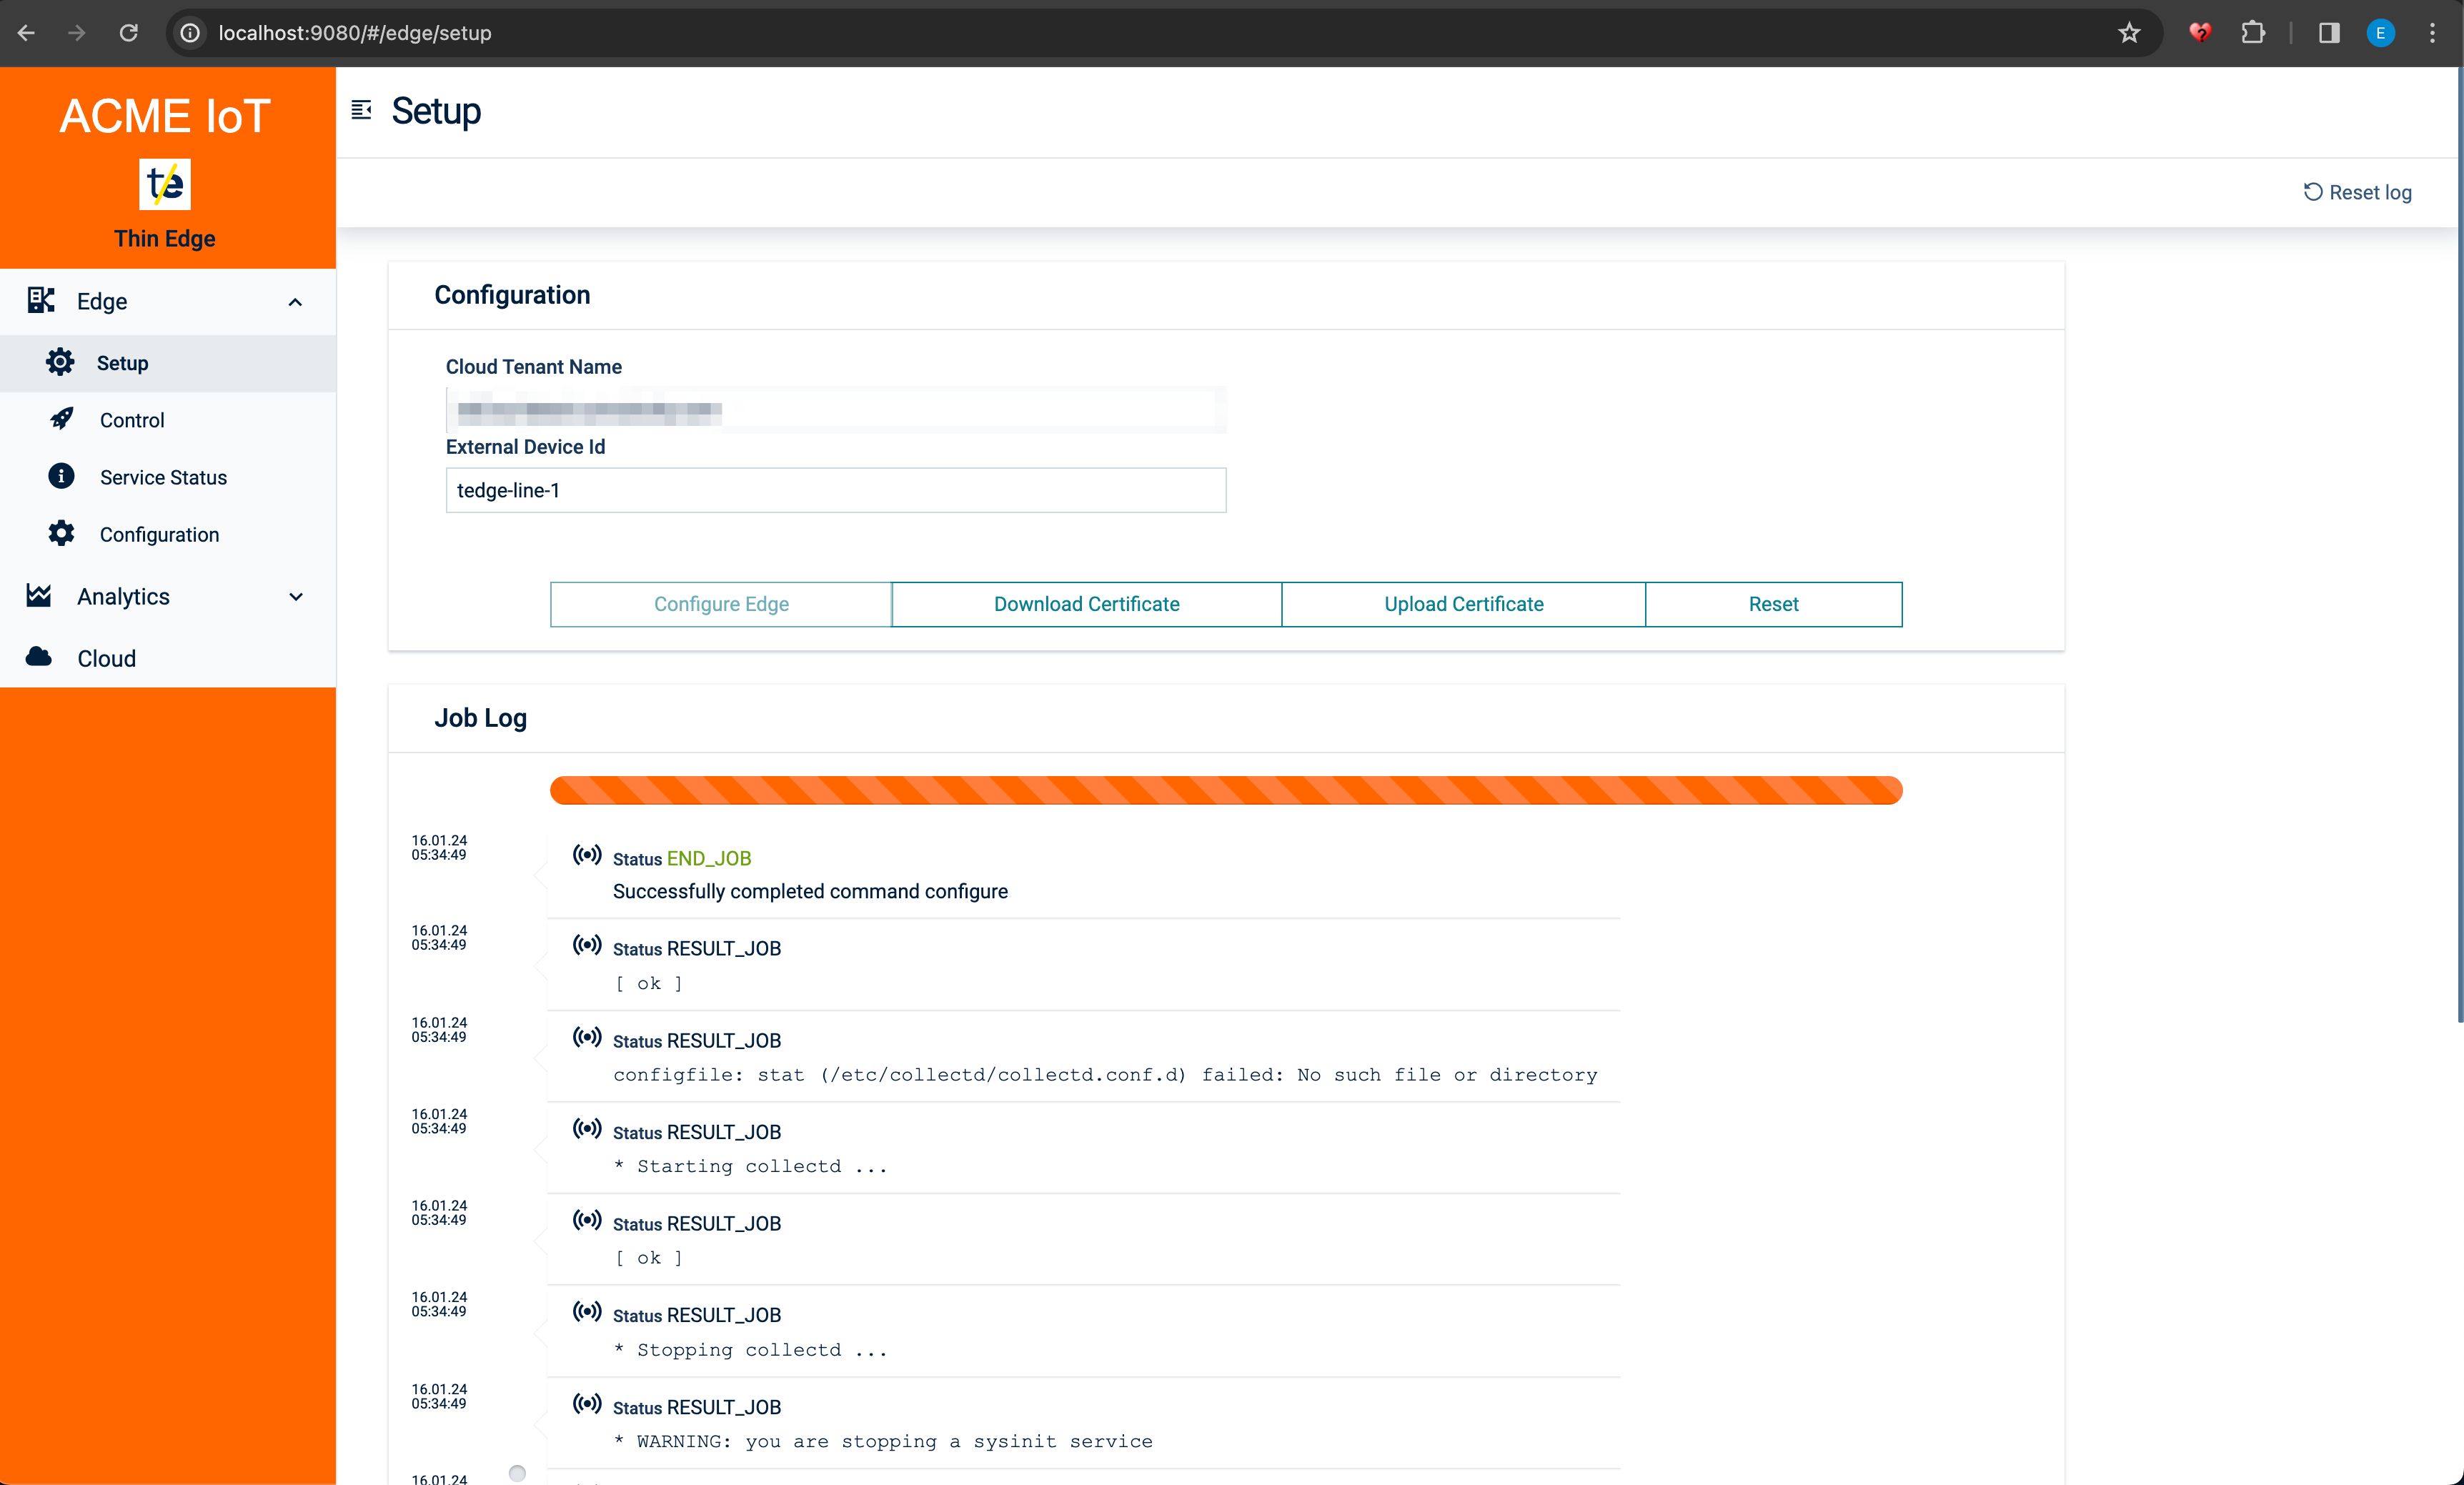 localhost:9080/#/edge/setup
E
ACME IoT
te
Thin Edge
Edge
Setup
Control
Service Status
Configuration
Analytics
Cloud
Setup
Reset log
Configuration
Cloud Tenant Name
External Device Id
tedge-line-1
Configure Edge
Download Certificate
Upload Certificate
Reset
Job Log
16.01.24
05:34:49
Status END_JOB
Successfully completed command configure
16.01.24
05:34:49
Status RESULT_JOB
[ ok ]
16.01.24
05:34:49
Status RESULT_JOB
configfile: stat (/etc/collectd/collectd.conf.d) failed: No such file or directory
16.01.24
05:34:49
Status RESULT_JOB
* Starting collectd ...
16.01.24
05:34:49
Status RESULT_JOB
[ ok ]
16.01.24
05:34:49
Status RESULT_JOB
* Stopping collectd ...
16.01.24
05:34:49
Status RESULT_JOB
* WARNING: you are stopping a sysinit service
16.01.24